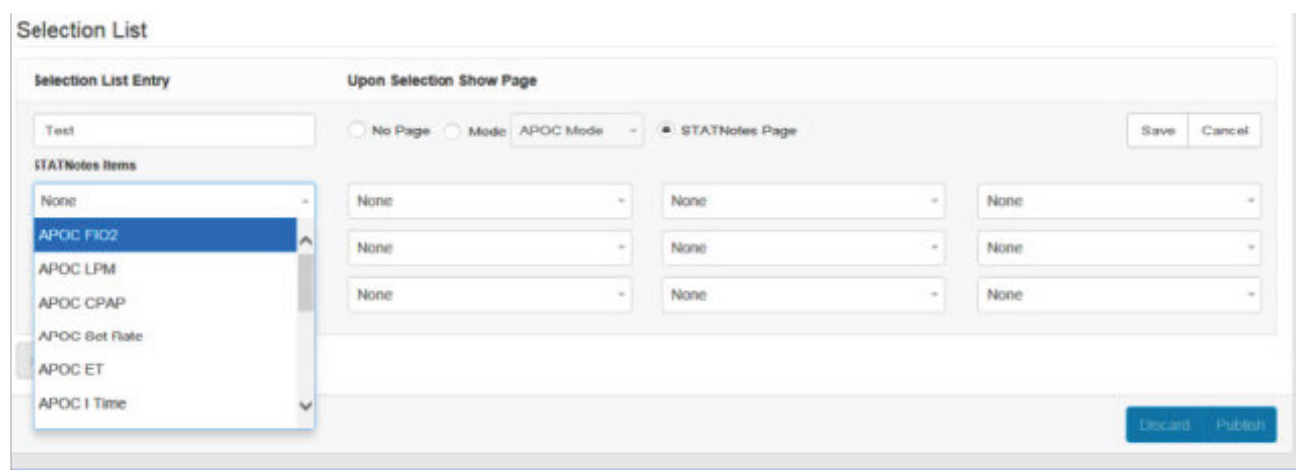 Selection List
Selection List Entry Upon Selection Show Page
Test No Page Mode APOC Mode STATNotes Page Save Cancel
STATNotes Items
None None None None
APOC FIO2
None None None
APOC LPM
APOC CPAP None None None
APOC Set Rate
APOC ET
APOC I Time
Discard Publish